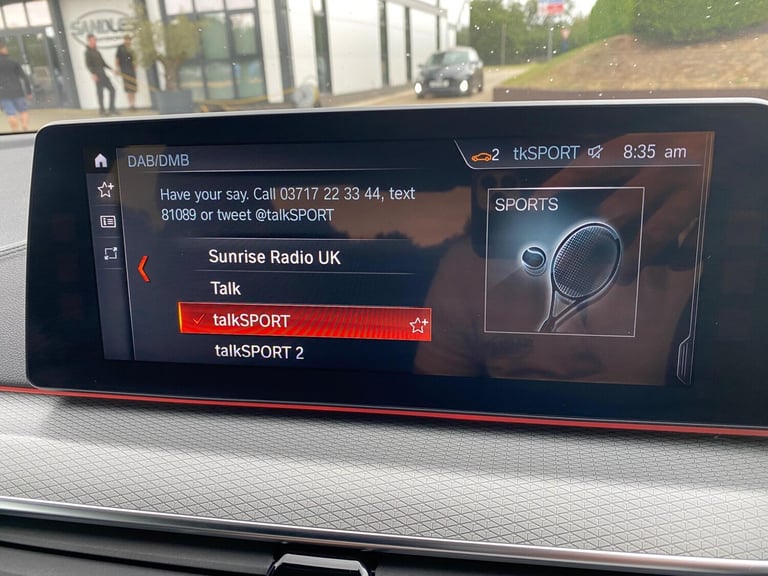 SANDLES
DAB/DMB
2 tkSPORT 8:35 am
Have your say. Call 03717 22 33 44, text
81089 or tweet @talkSPORT
SPORTS
Sunrise Radio UK
Talk
talkSPORT
talkSPORT 2